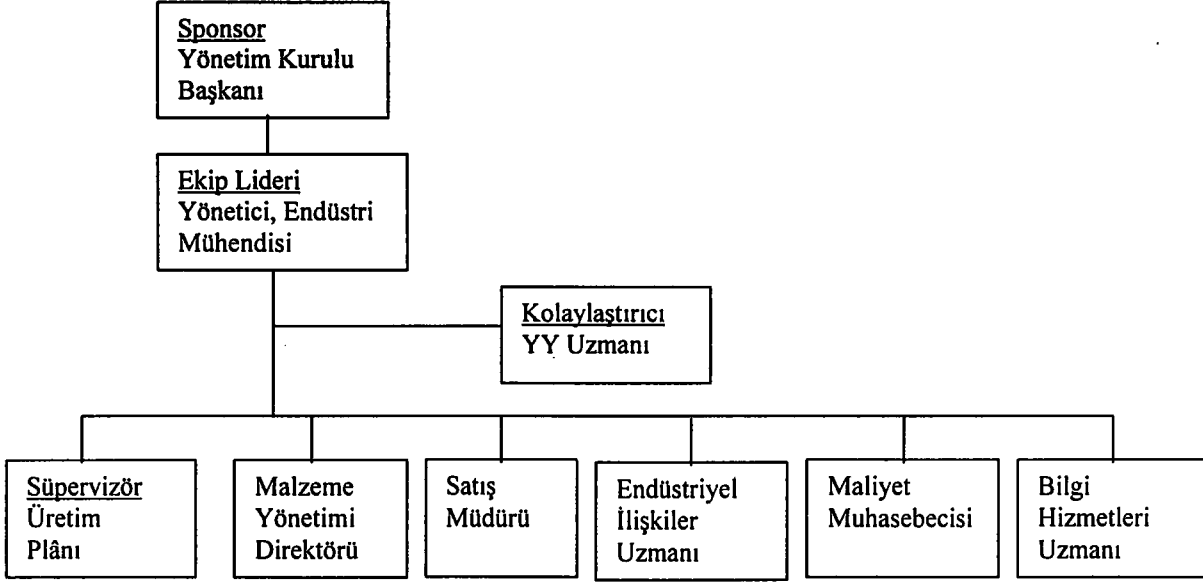 Sponsor
Yönetim Kurulu
Başkanı
Ekip Lideri
Yönetici, Endüstri
Mühendisi
Kolaylaştırıcı
YY Uzmanı
Süpervizör
Üretim
Plânı
Malzeme
Yönetimi
Direktörü
Satış
Müdürü
Endüstriyel
İlişkiler
Uzmanı
Maliyet
Muhasebecisi
Bilgi
Hizmetleri
Uzmanı